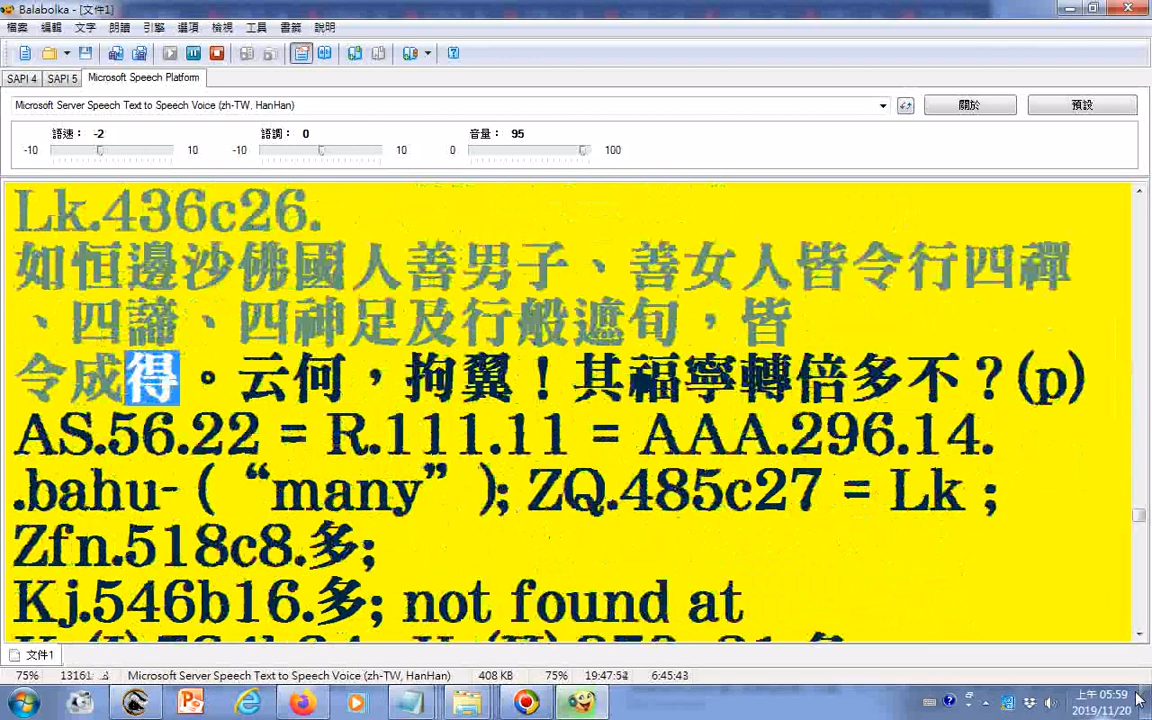 Balabolka - [文件1]
檔案 編輯 文字 朗讀 引擎 選項 檢視 工具 書籤 說明
SAPI 4 SAPI 5 Microsoft Speech Platform
Microsoft Server Speech Text to Speech Voice (zh-TW, HanHan) 關於 預設
語速： -2 語調： 0 音量： 95
-10 10 -10 10 0 100
Lk.436c26.
如恒邊沙佛國人善男子、善女人皆令行四禪
、四諦、四神足及行般遮旬，皆
令成得。云何，拘翼！其福寧轉倍多不？(p)
AS.56.22 = R.111.11 = AAA.296.14.
.bahu- (“many”); ZQ.485c27 = Lk ;
Zfn.518c8.多;
Kj.546b16.多; not found at
文件1
75% Microsoft Server Speech Text to Speech Voice (zh-TW, HanHan) 408 KB 75% 19:47:54 6:45:43
上午 05:59
2019/11/20